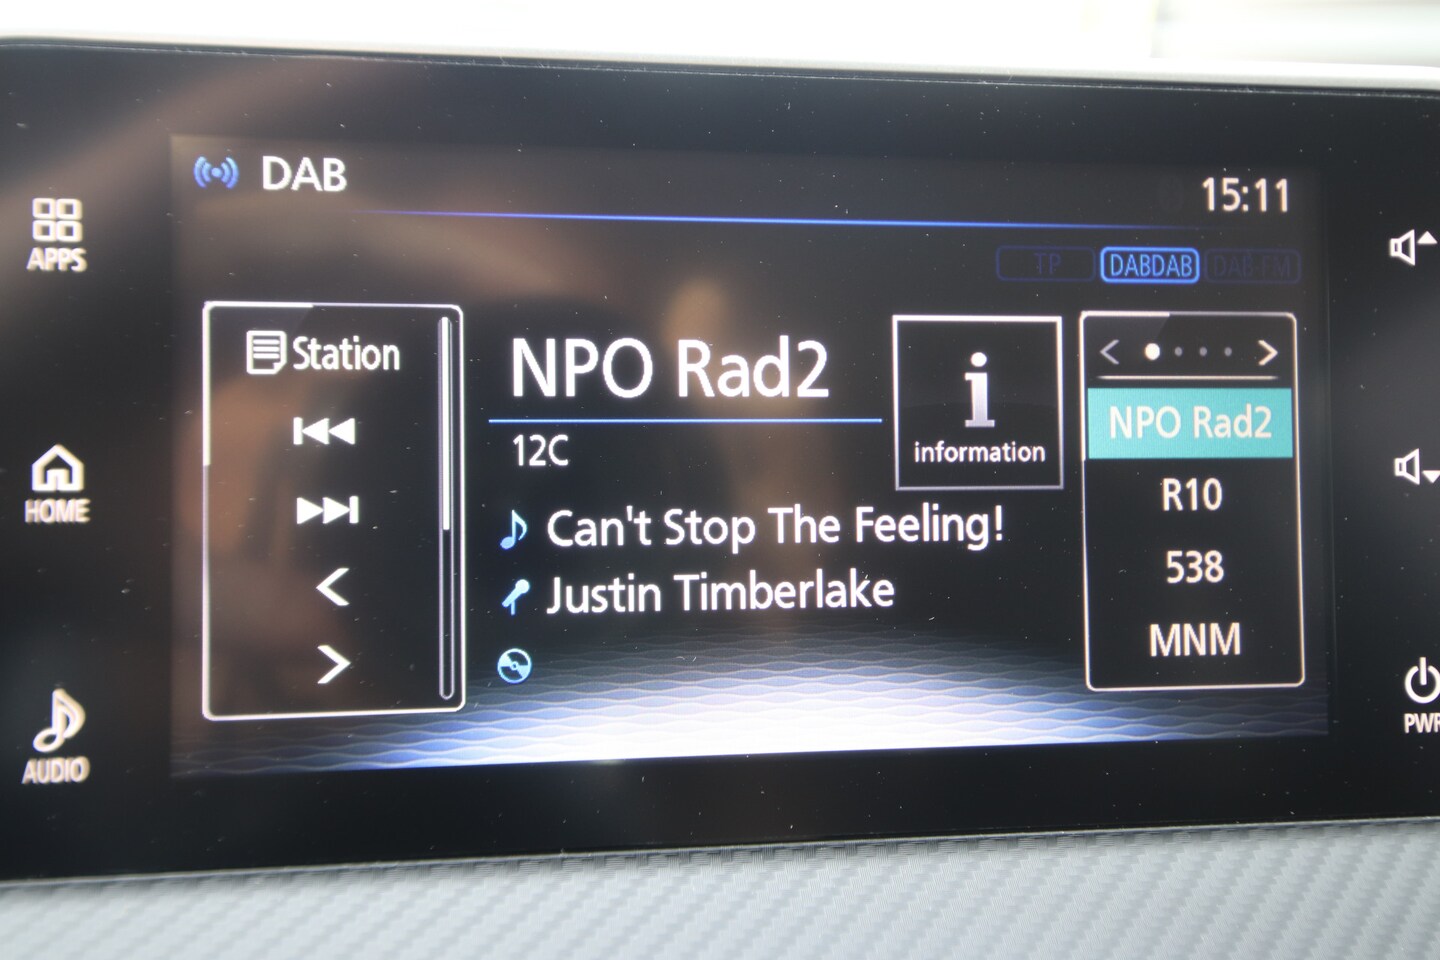 DAB
15:11
TP
DABDAB
DAB-FM
APPS
HOME
AUDIO
Station
NPO Rad2
12C
Can't Stop The Feeling!
Justin Timberlake
information
NPO Rad2
R10
538
MNM
PWR